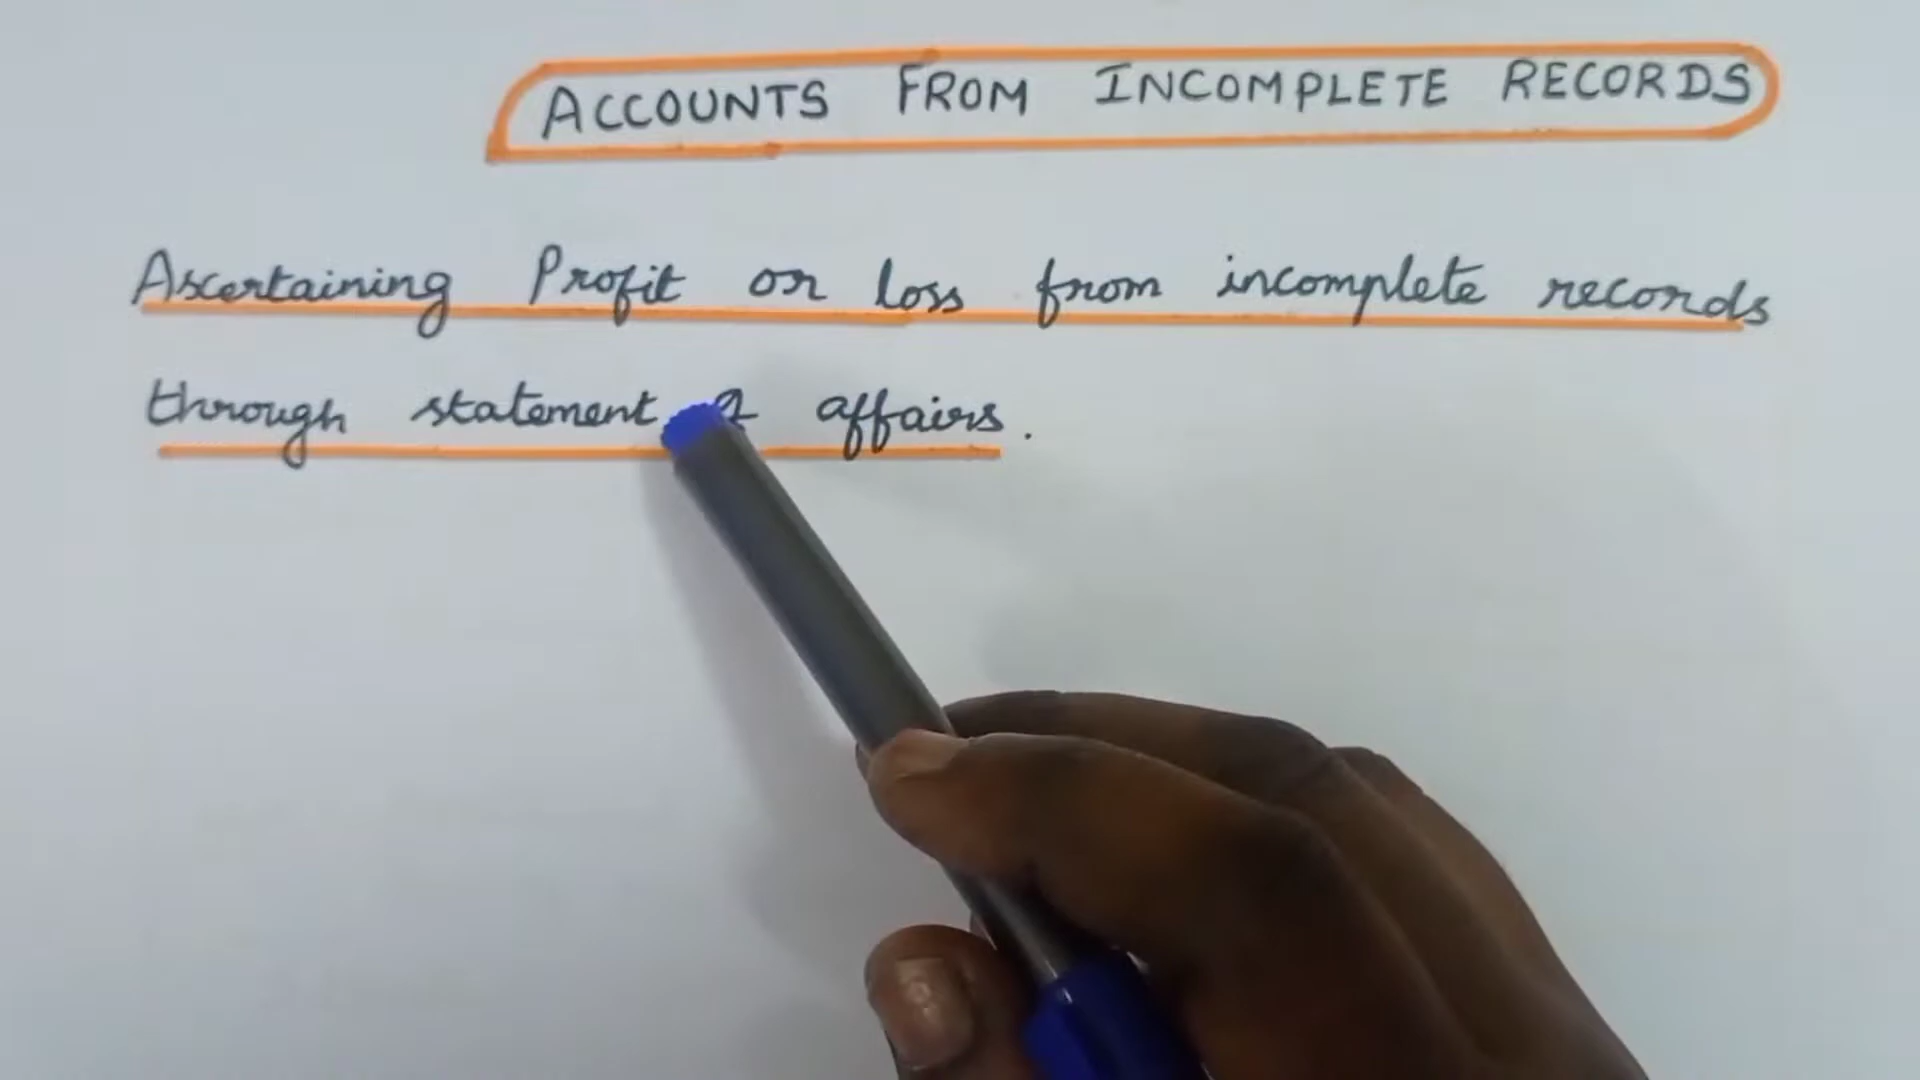 ACCOUNTS FROM INCOMPLETE RECORDS
Ascertaining Profit or loss from incomplete records
through statement of affairs.